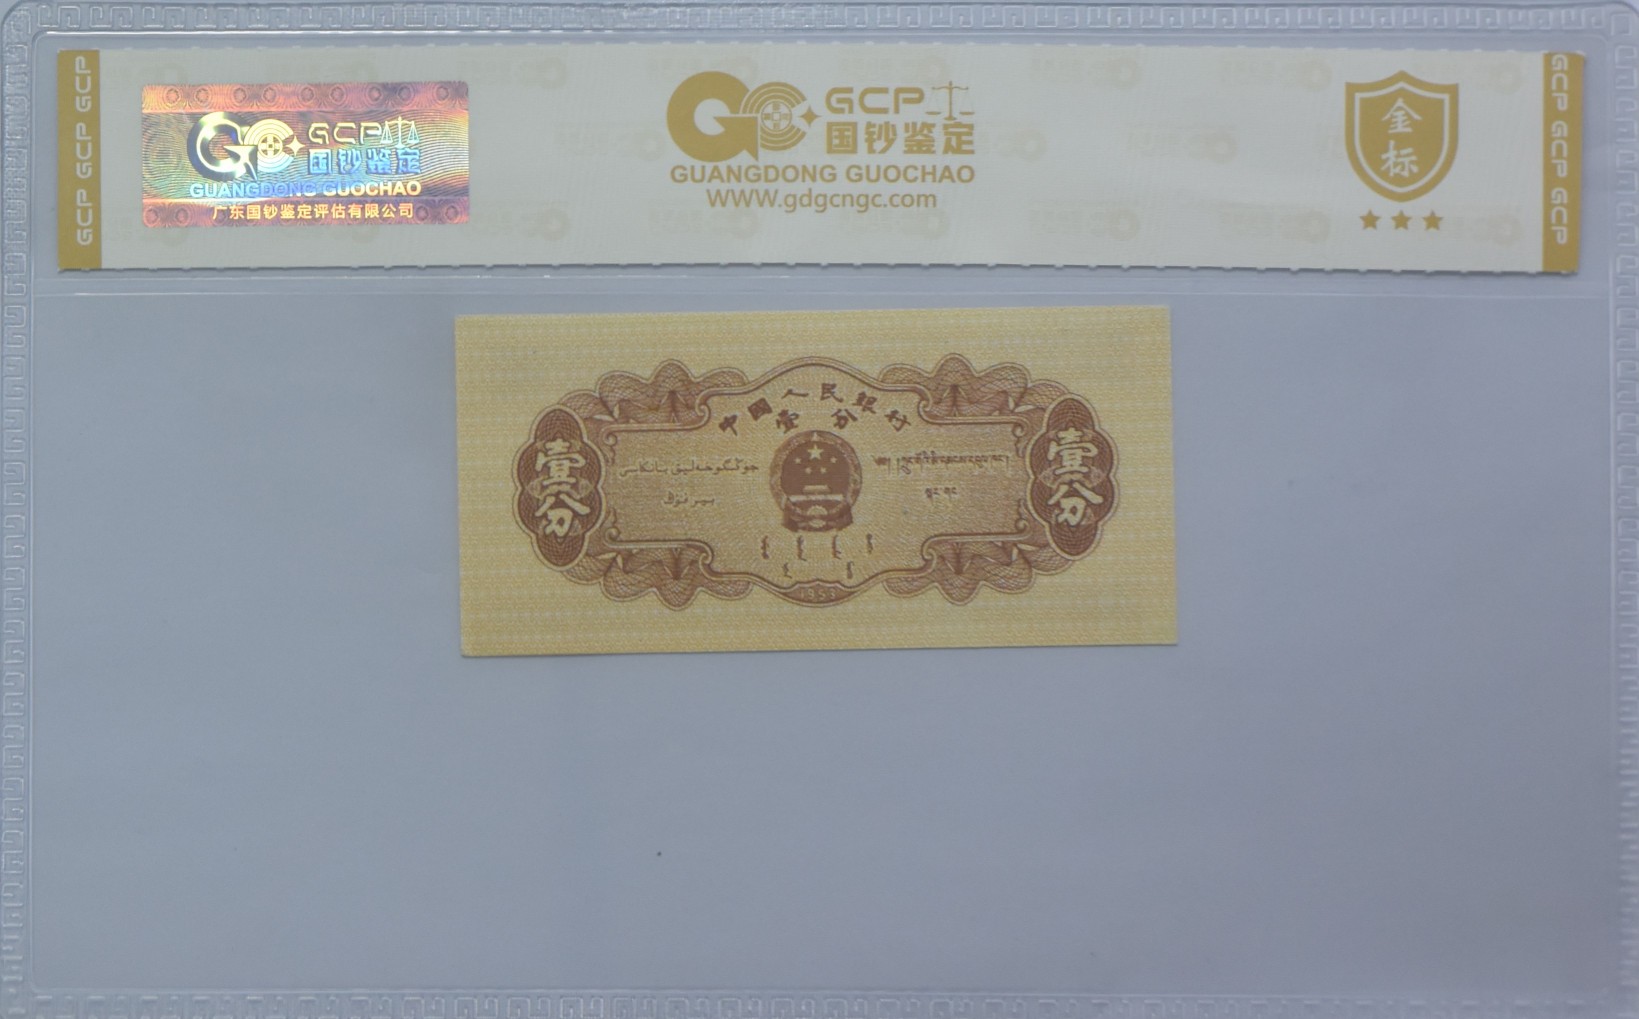 GCP GCP GCP
GCP
国钞鉴定
GUANGDONG GUOCHAO
广东国钞鉴定评估有限公司
GCP
国钞鉴定
GUANGDONG GUOCHAO
WWW.gdgcngc.com
金标
GCP GCP GCP
中国人民银行
壹分
壹分
壹分
1953